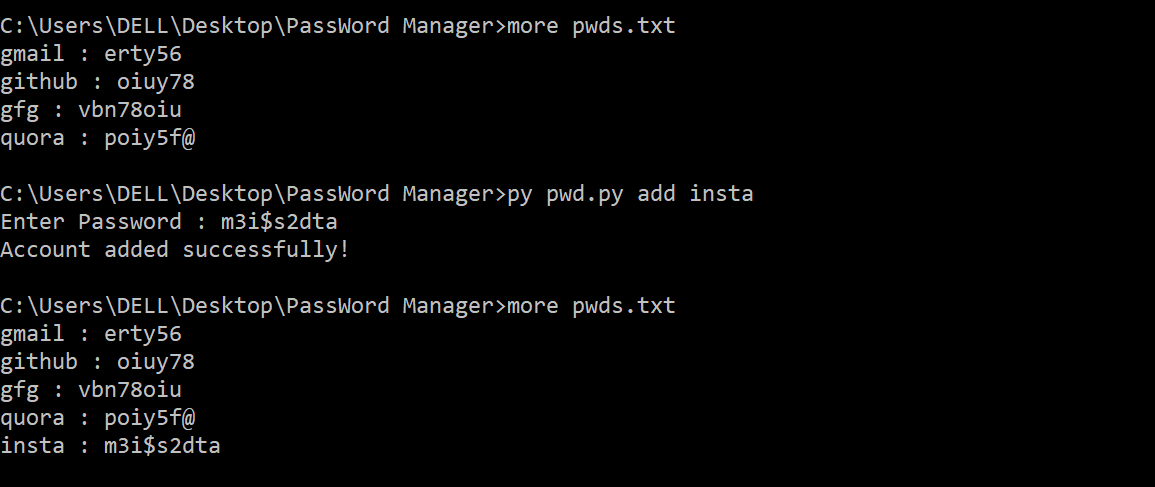 C:\Users\DELL\Desktop\PassWord Manager>more pwds.txt
gmail : erty56
github : oiuy78
gfg : vbn78oiu
quora : poiy5f@
C:\Users\DELL\Desktop\PassWord Manager>py pwd.py add insta
Enter Password : m3i$s2dta
Account added successfully!
C:\Users\DELL\Desktop\PassWord Manager>more pwds.txt
gmail : erty56
github : oiuy78
gfg : vbn78oiu
quora : poiy5f@
insta : m3i$s2dta